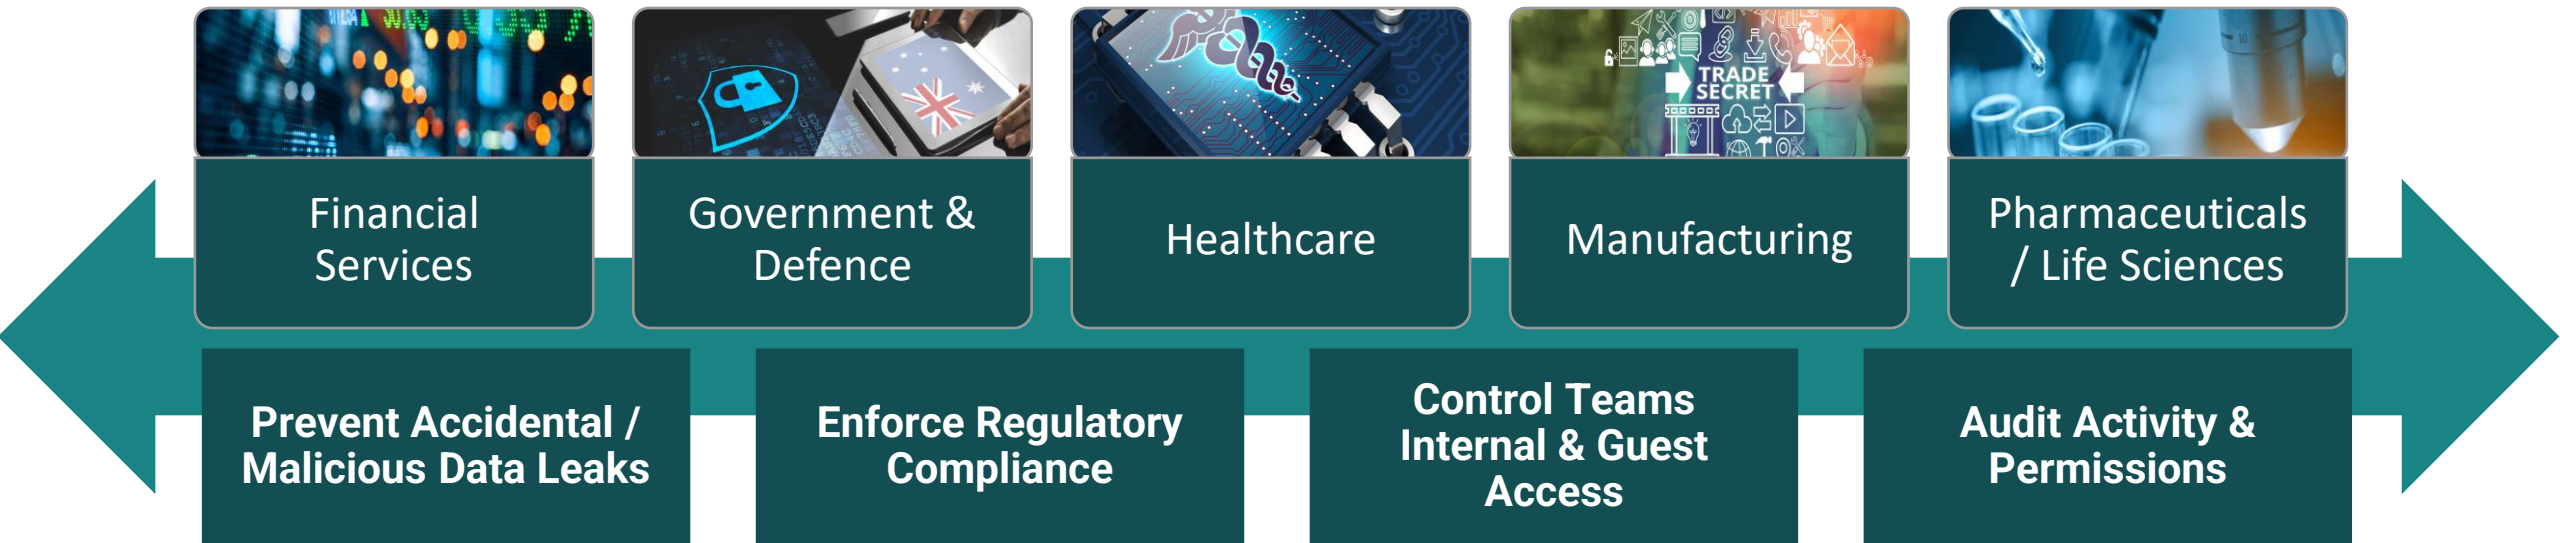 TRADE
SECRET
Financial
Services
Government &
Defence
Healthcare
Manufacturing
Pharmaceuticals
/ Life Sciences
Prevent Accidental /
Malicious Data Leaks
Enforce Regulatory
Compliance
Control Teams
Internal & Guest
Access
Audit Activity &
Permissions